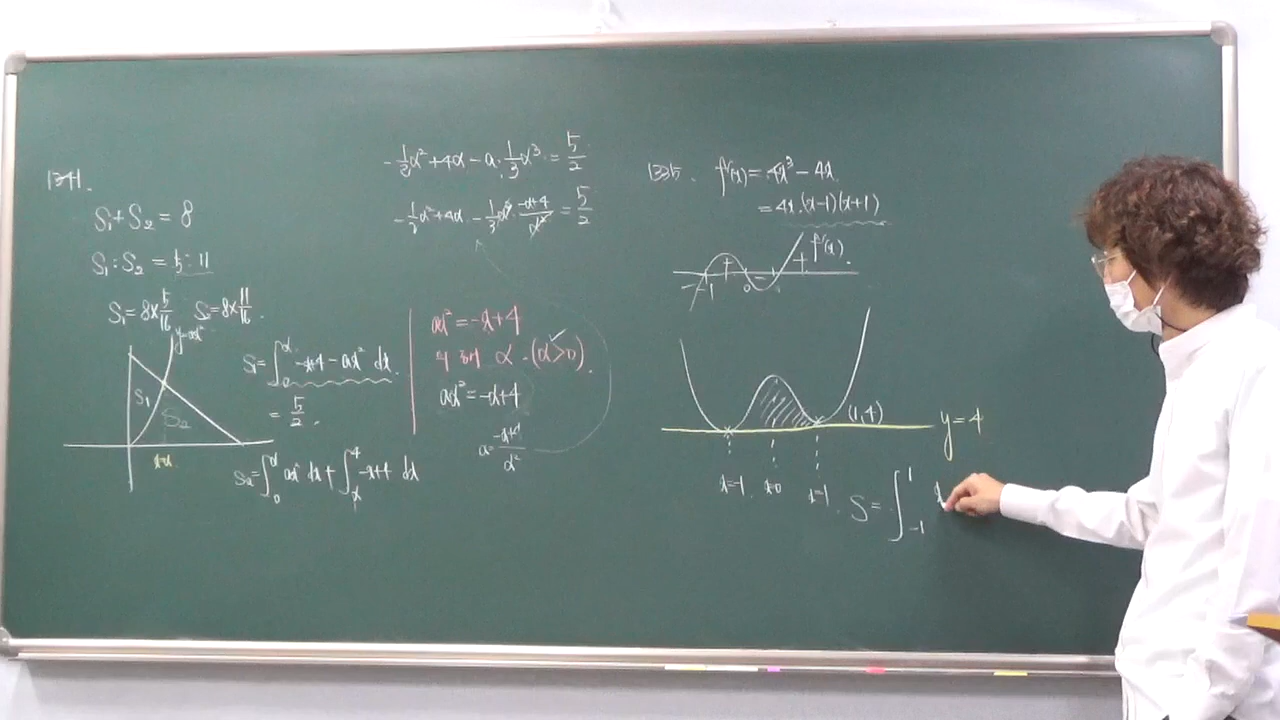 1341.
S₁+S₂ = 8
S₁:S₂ = 5:11
S₁=8×5/16 S₂=8×11/16.
y=ax²
S₁
S₂
x=α
S₁=∫₀^α -x+4-ax² dx.
= 5/2.
S₂=∫₀^α ax² dx + ∫_α^4 -x+4 dx
-1/2α²+4α-a·1/3α³=5/2
-1/2α²+4α-1/3α³·(-α+4)/α²=5/2
ax²=-x+4
α (α>0).
aα²=-α+4
a=(-α+4)/α²
1335. f'(x)=4x³-4x.
=4x·(x-1)(x+1)
f'(x).
- -1 + 0 - +
(1,4)
y=4
x=-1 x=0 x=1
S=∫₋₁^1